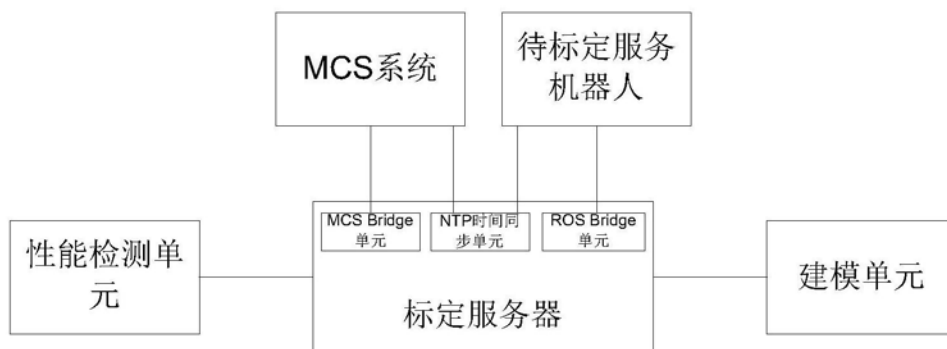 MCS系统
待标定服务
机器人
MCS Bridge
单元
NTP时间同
步单元
ROS Bridge
单元
性能检测单
元
标定服务器
建模单元